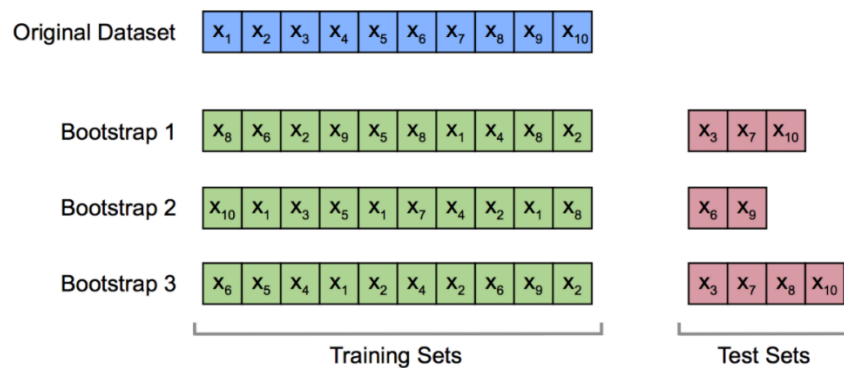 Original Dataset x₁ x₂ x₃ x₄ x₅ x₆ x₇ x₈ x₉ x₁₀
Bootstrap 1 x₈ x₆ x₂ x₉ x₅ x₈ x₁ x₄ x₈ x₂ x₃ x₇ x₁₀
Bootstrap 2 x₁₀ x₁ x₃ x₅ x₁ x₇ x₄ x₂ x₁ x₈ x₆ x₉
Bootstrap 3 x₆ x₅ x₄ x₁ x₂ x₄ x₂ x₆ x₉ x₂ x₃ x₇ x₈ x₁₀
Training Sets Test Sets